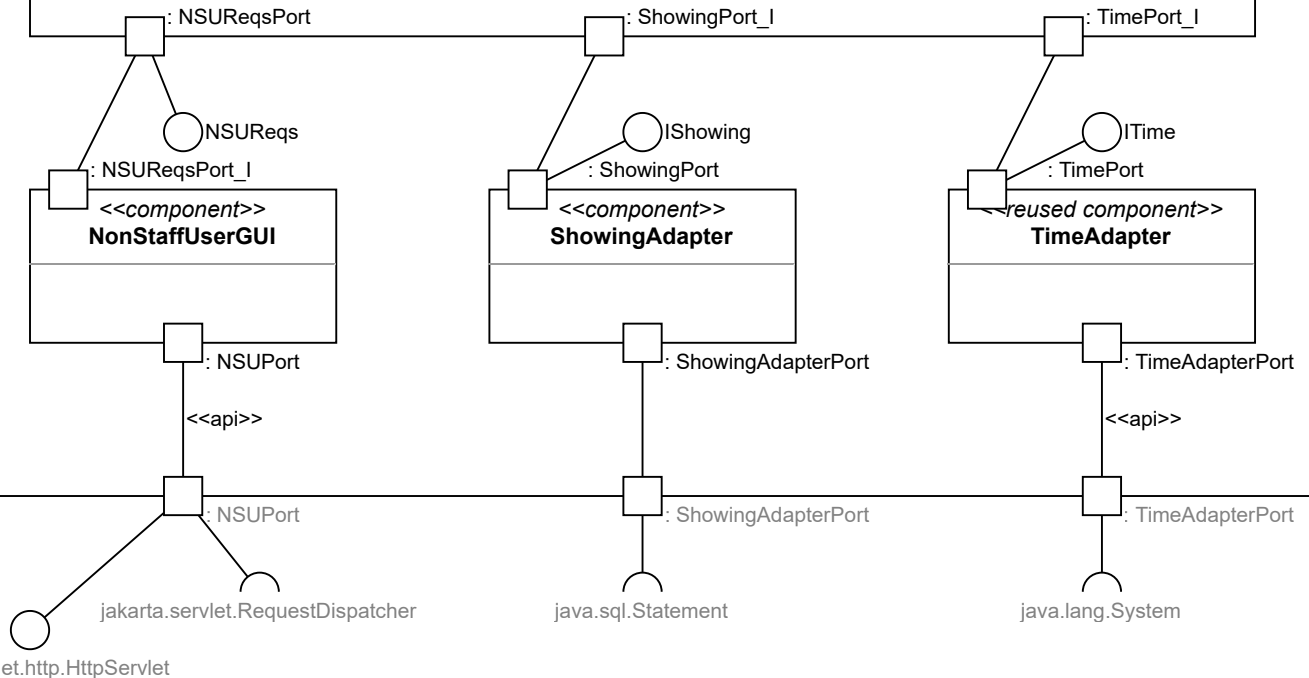 : NSUReqsPort
: ShowingPort_I
: TimePort_I
NSUReqs
IShowing
ITime
: NSUReqsPort_I
: ShowingPort
: TimePort
<<component>>
NonStaffUserGUI
<<component>>
ShowingAdapter
<<reused component>>
TimeAdapter
: NSUPort
: ShowingAdapterPort
: TimeAdapterPort
<<api>>
<<api>>
: NSUPort
: ShowingAdapterPort
: TimeAdapterPort
jakarta.servlet.RequestDispatcher
java.sql.Statement
java.lang.System
et.http.HttpServlet